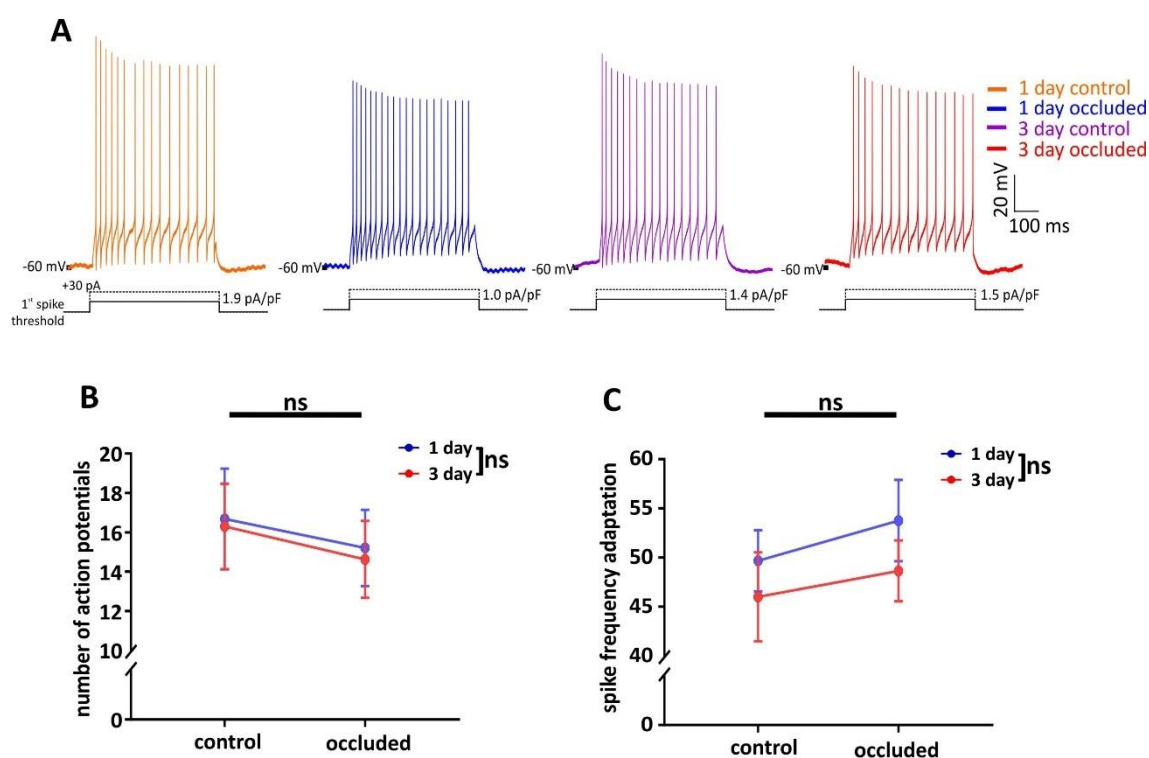 A
1 day control
1 day occluded
3 day control
3 day occluded
20 mV
100 ms
-60 mV
-60 mV
-60 mV
-60 mV
+30 pA
1st spike
threshold
1.9 pA/pF
1.0 pA/pF
1.4 pA/pF
1.5 pA/pF
B
ns
1 day
3 day
ns
number of action potentials
20
18
16
14
12
10
0
control
occluded
C
ns
1 day
3 day
ns
spike frequency adaptation
60
55
50
45
40
0
control
occluded